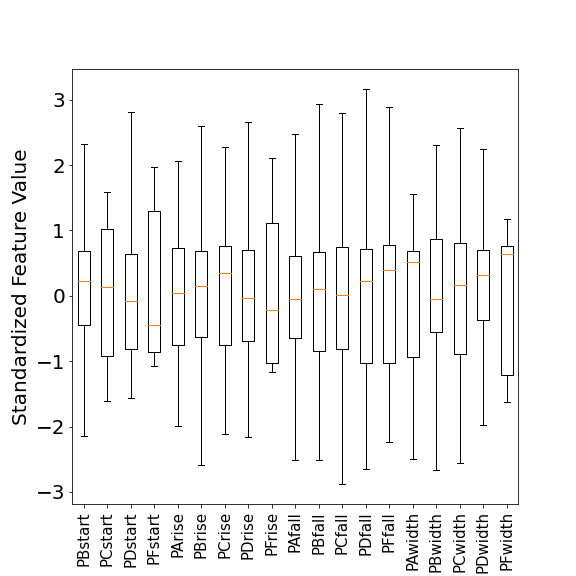 Standardized Feature Value
3
2
1
0
−1
−2
−3
PBstart
PCstart
PDstart
PFstart
PArise
PBrise
PCrise
PDrise
PFrise
PAfall
PBfall
PCfall
PDfall
PFfall
PAwidth
PBwidth
PCwidth
PDwidth
PFwidth